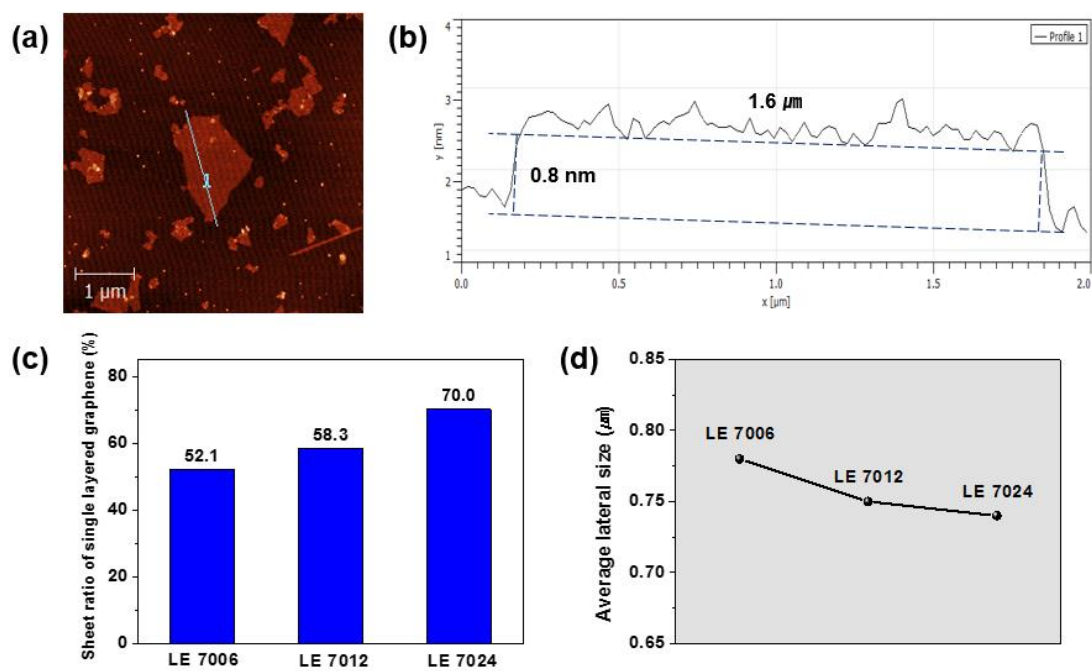 (a)
1
1 μm
(b)
Profile 1
y [nm]
4
3
2
1
1.6 ㎛
0.8 nm
0.0
0.5
1.0
1.5
2.0
x [μm]
(c)
Sheet ratio of single layered graphene (%)
80
60
40
20
0
52.1
58.3
70.0
LE 7006
LE 7012
LE 7024
(d)
Average lateral size (㎛)
0.85
0.80
0.75
0.70
0.65
LE 7006
LE 7012
LE 7024